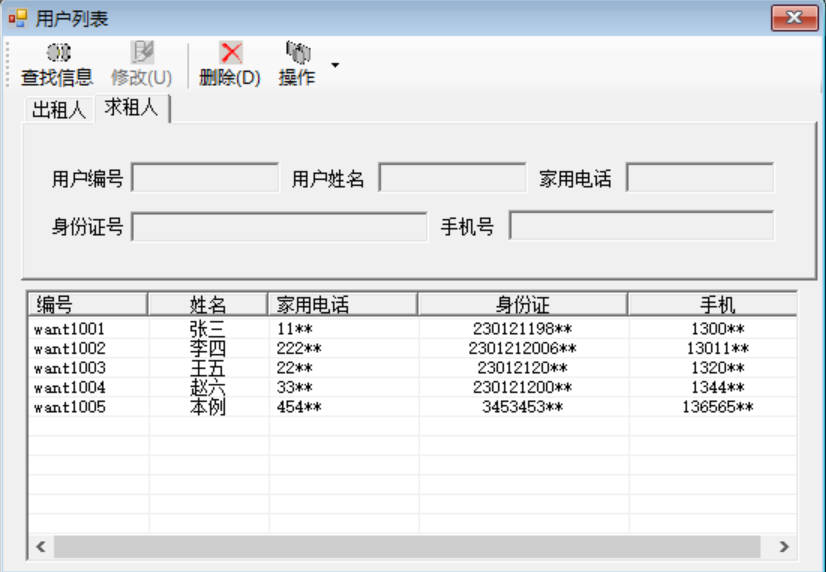 用户列表
查找信息 修改(U) 删除(D) 操作
出租人 求租人
用户编号 用户姓名 家用电话
身份证号 手机号
编号 姓名 家用电话 身份证 手机
want1001 张三 11** 230121198** 1300**
want1002 李四 222** 2301212006** 13011**
want1003 王五 22** 23012120** 1320**
want1004 赵六 33** 230121200** 1344**
want1005 本例 454** 3453453** 136565**